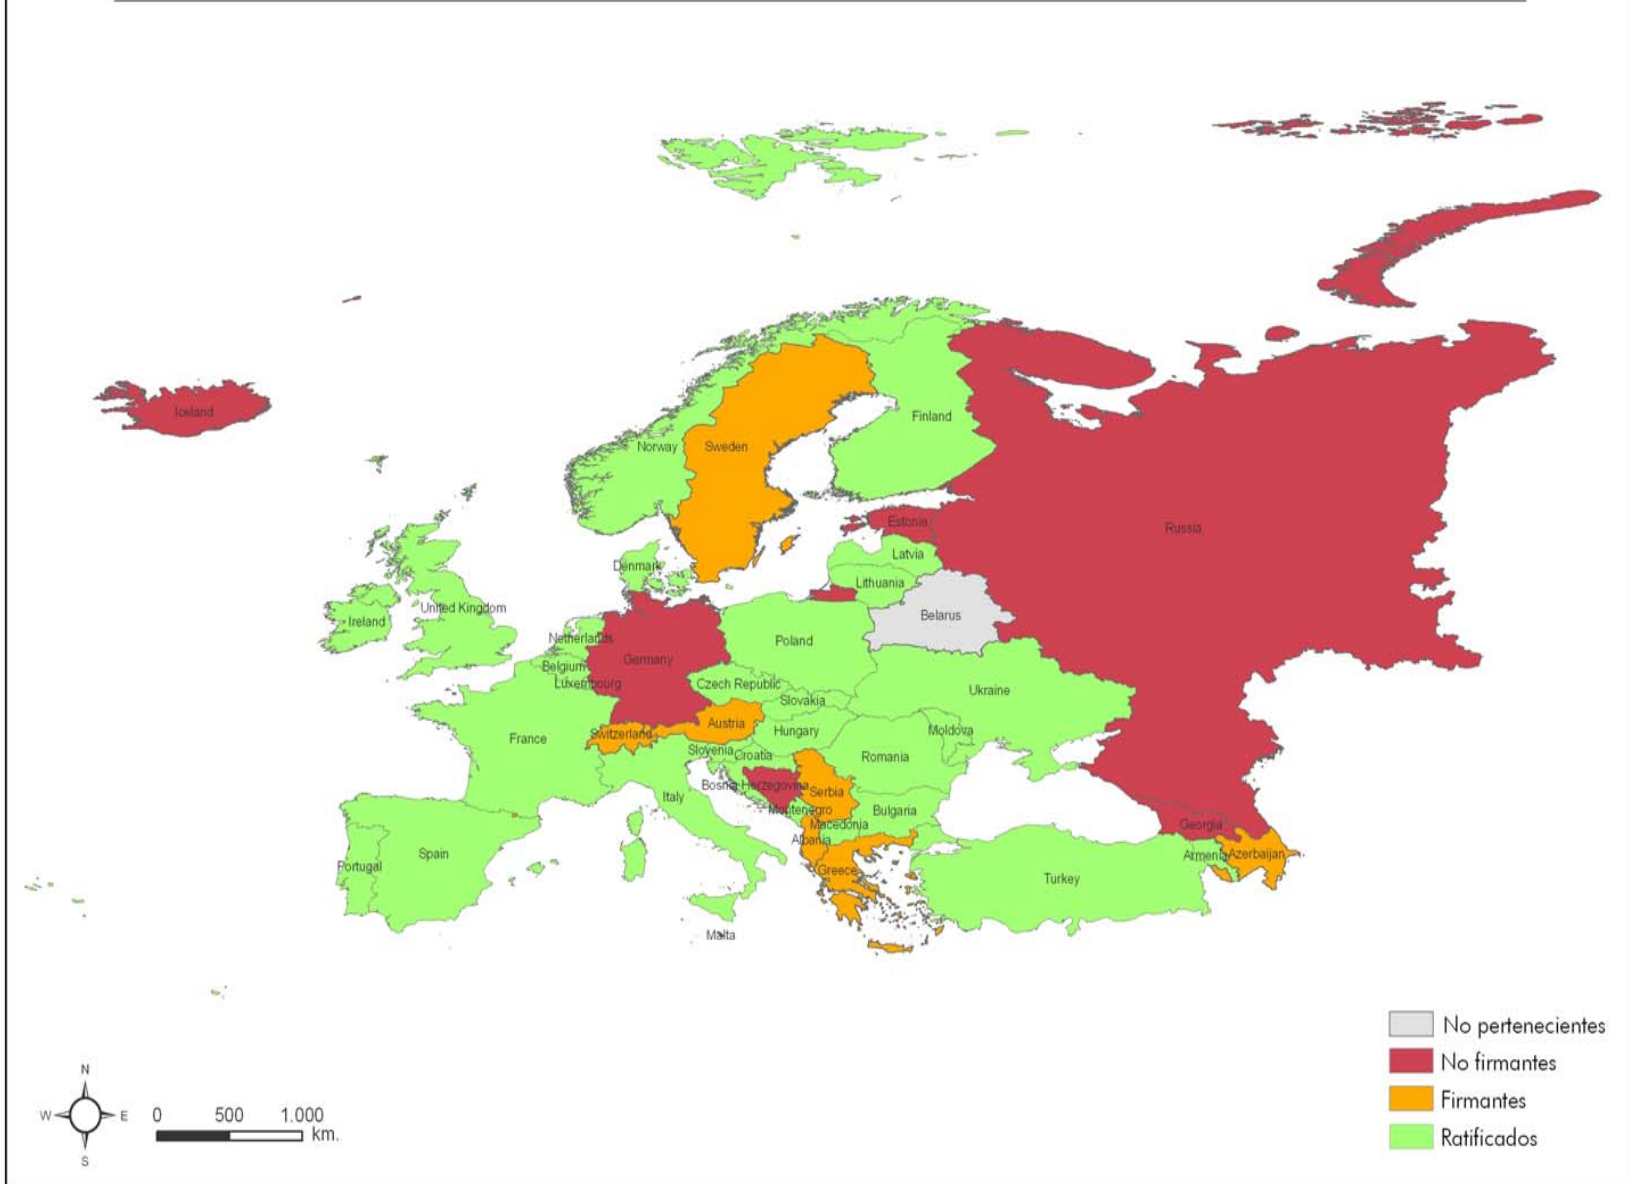 Iceland
Norway
Sweden
Finland
Russia
Estonia
Latvia
Denmark
Lithuania
United Kingdom
Ireland
Belarus
Netherlands
Poland
Germany
Belgium
Luxembourg
Czech Republic
Ukraine
Slovakia
Austria
Switzerland
Hungary
Moldova
France
Slovenia
Croatia
Romania
Bosnia Herzegovina
Serbia
Italy
Montenegro
Bulgaria
Macedonia
Georgia
Albania
Spain
Armenia
Azerbaijan
Portugal
Greece
Turkey
Malta
No pertenecientes
No firmantes
Firmantes
Ratificados
N
W E
S
0 500 1.000
km.